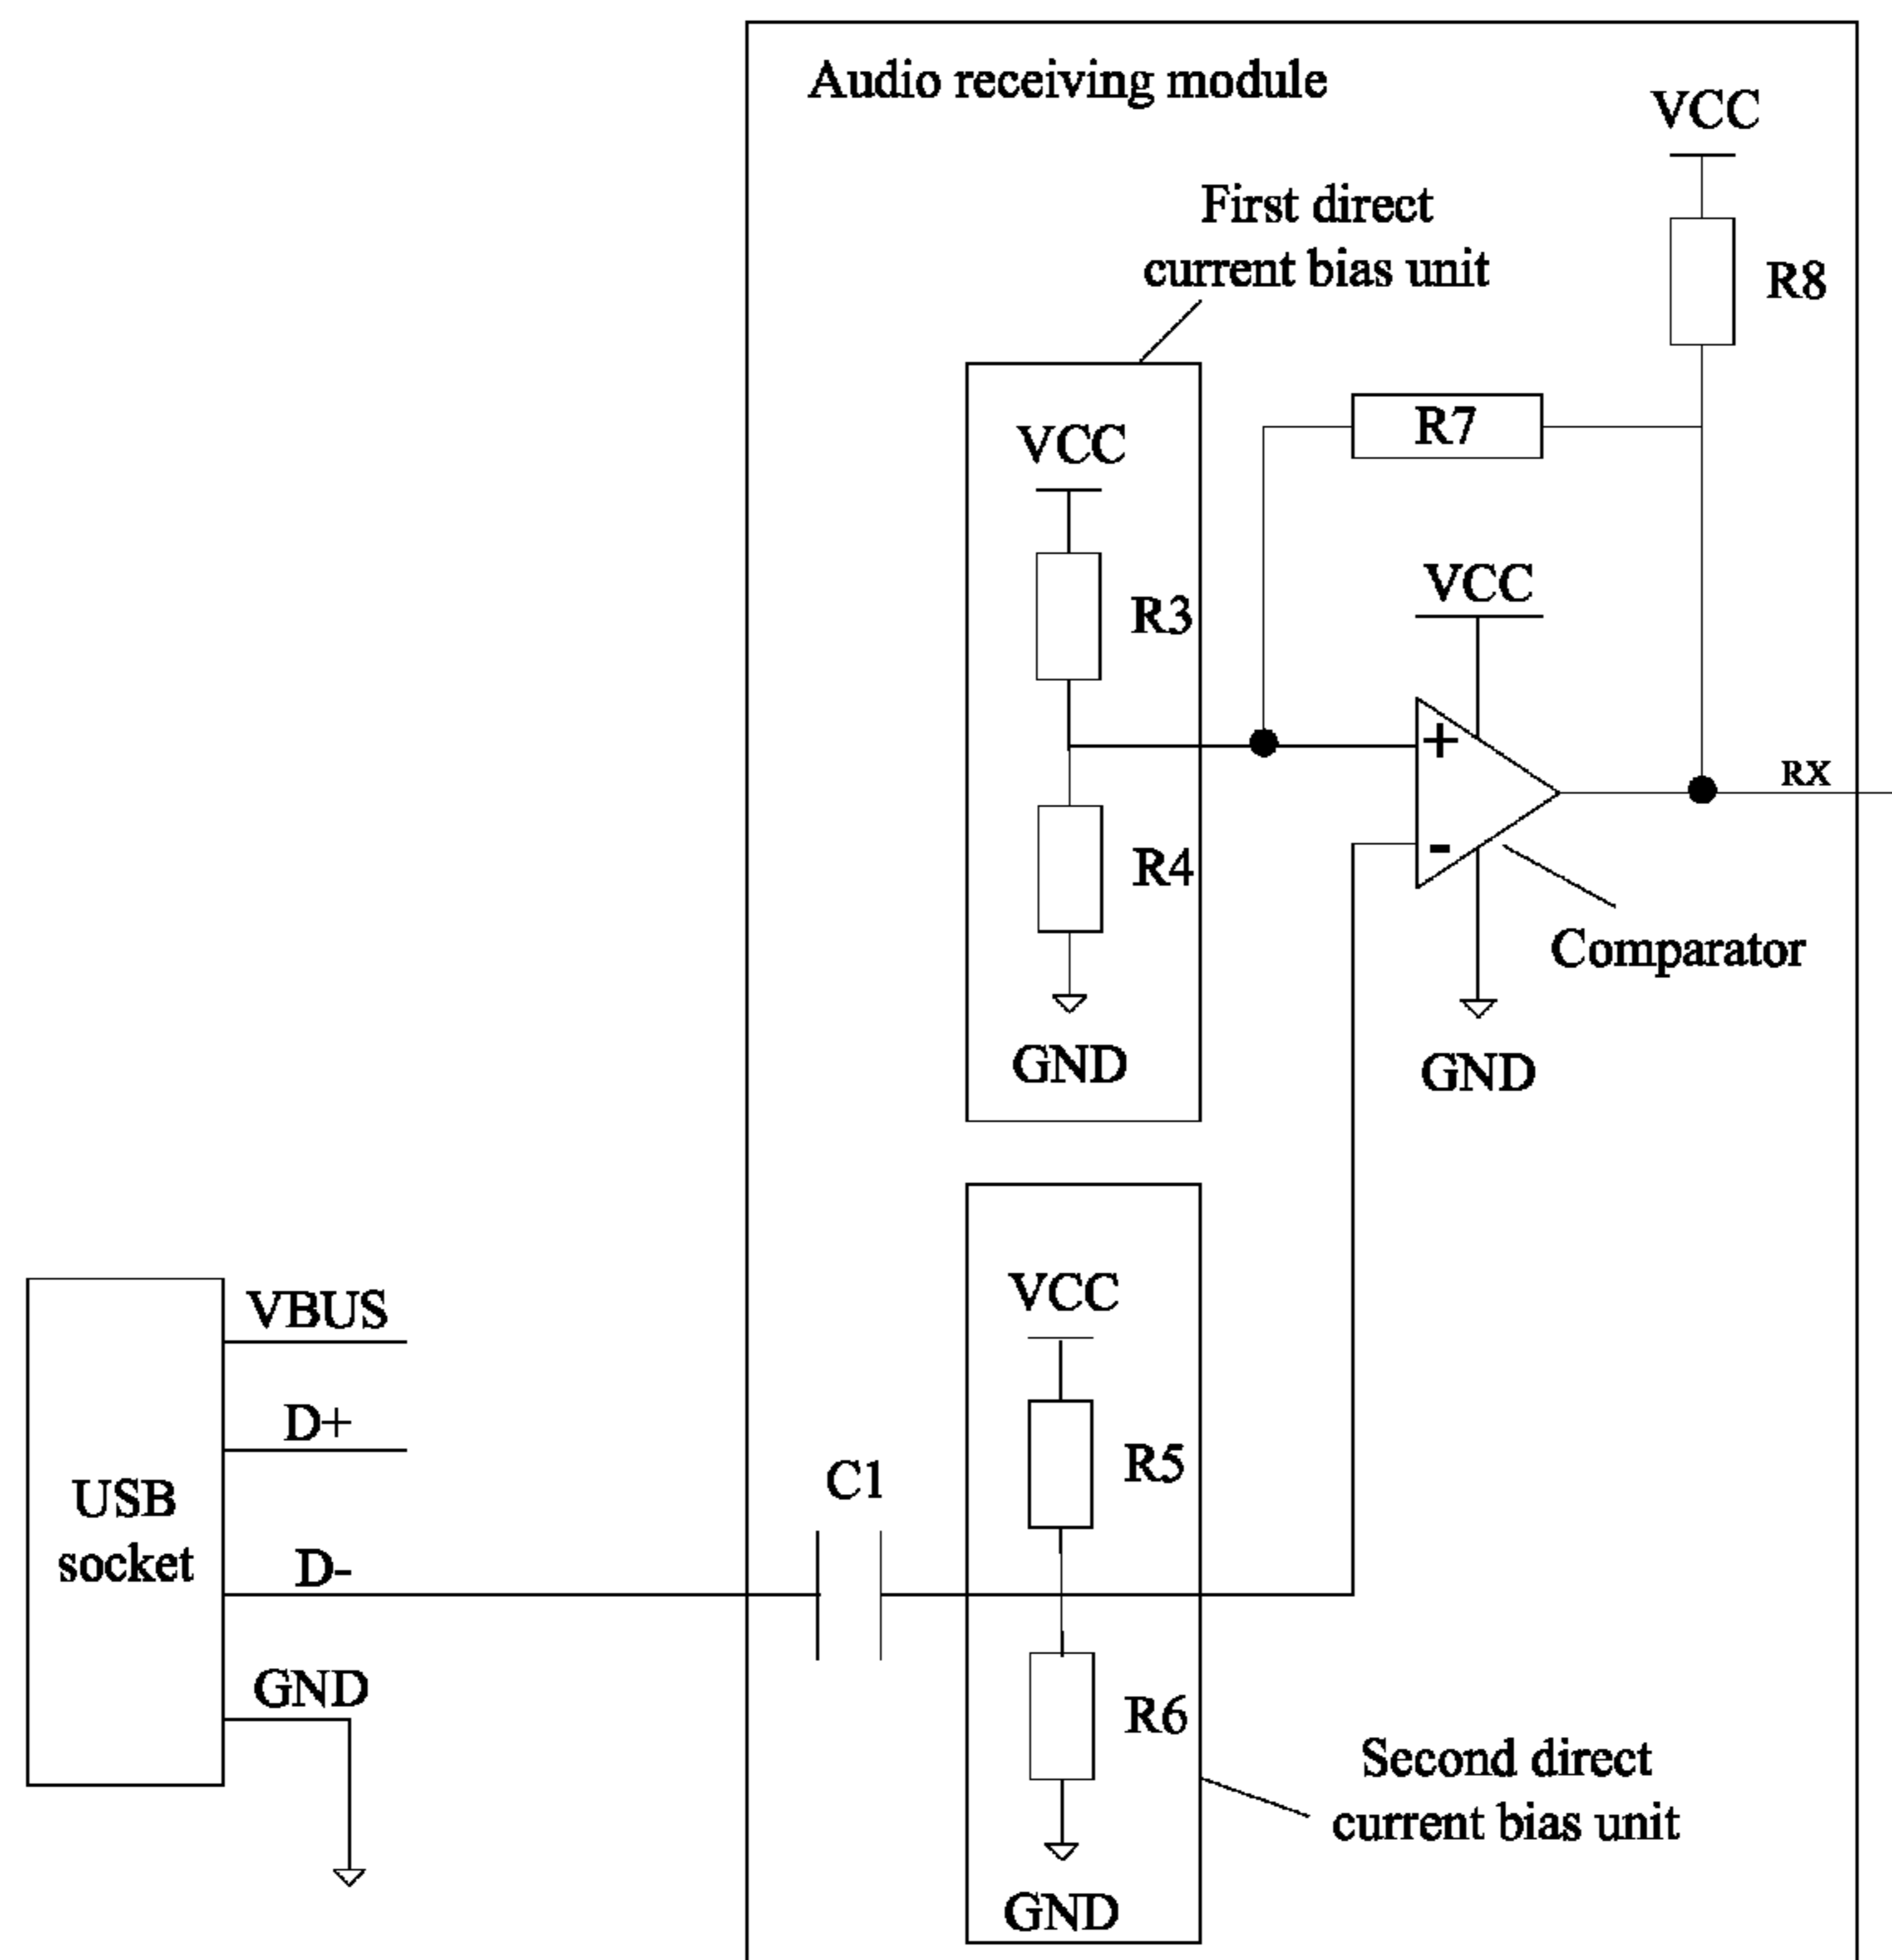 Audio receiving module
VCC
First direct
current bias unit
R8
R7
VCC
R3
VCC
+
RX
R4
-
Comparator
GND
GND
VCC
VBUS
D+
R5
C1
USB
socket
D-
GND
R6
Second direct
current bias unit
GND